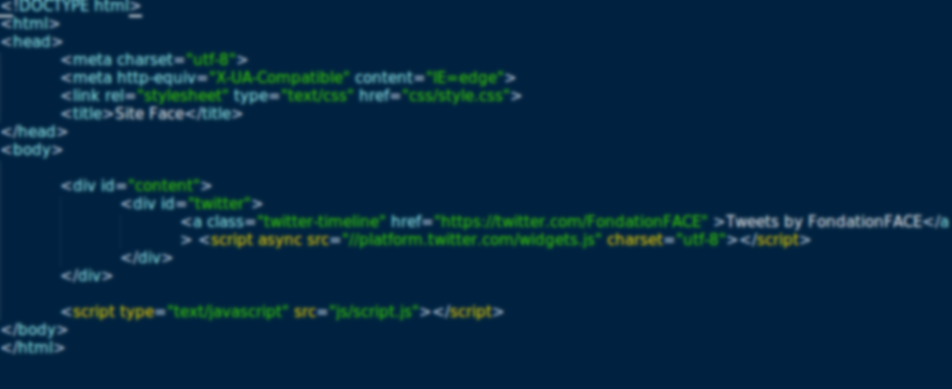 <!DOCTYPE html>
<html>
<head>
<meta charset="utf-8">
<meta http-equiv="X-UA-Compatible" content="IE=edge">
<link rel="stylesheet" type="text/css" href="css/style.css">
<title>Site Face</title>
</head>
<body>
<div id="content">
<div id="twitter">
<a class="twitter-timeline" href="https://twitter.com/FondationFACE" >Tweets by FondationFACE</a
> <script async src="//platform.twitter.com/widgets.js" charset="utf-8"></script>
</div>
</div>
<script type="text/javascript" src="js/script.js"></script>
</body>
</html>